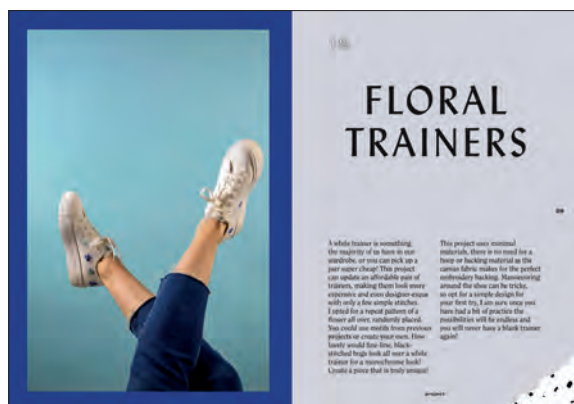 FLORAL
TRAINERS
A white trainer is something
the majority of us have in our
wardrobe, or you can pick up a
pair super cheap! This project
can update an affordable pair of
trainers, making them look more
expensive and even designer-esque
with only a few simple stitches.
I opted for a repeat pattern of a
flower all over, randomly placed.
You could use motifs from previous
projects or create your own. How
lovely would fine-line, black-
stitched bugs look all over a white
trainer for a monochrome look!
Create a piece that is truly unique!
This project uses minimal
materials, there is no need for a
hoop or backing material as the
canvas fabric makes for the perfect
embroidery backing. Manoeuvring
around the shoe can be tricky,
so opt for a simple design for
your first try, I am sure once you
have had a bit of practice the
possibilities will be endless and
you will never have a blank trainer
again!